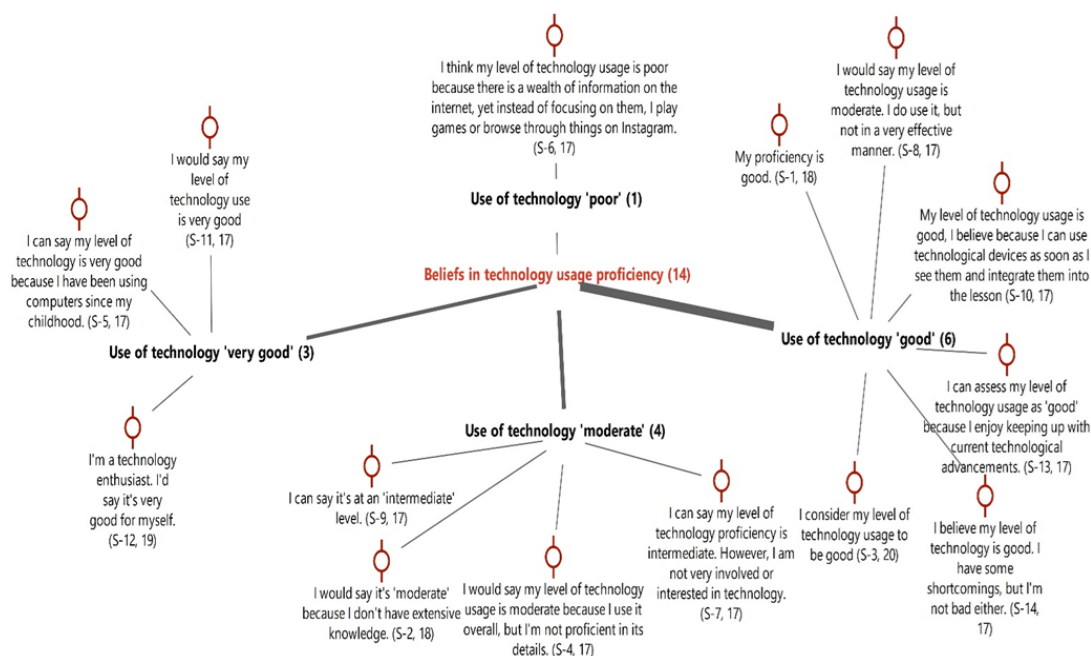 I think my level of technology usage is poor
because there is a wealth of information on the
internet, yet instead of focusing on them, I play
games or browse through things on Instagram.
(S-6, 17)
Use of technology 'poor' (1)
Beliefs in technology usage proficiency (14)
I would say my
level of
technology use
is very good
(S-11, 17)
I can say my level of
technology is very good
because I have been using
computers since my
childhood. (S-5, 17)
Use of technology 'very good' (3)
I'm a technology
enthusiast. I'd
say it's very
good for myself.
(S-12, 19)
Use of technology 'moderate' (4)
I can say it's at an 'intermediate'
level. (S-9, 17)
I would say it's 'moderate'
because I don't have extensive
knowledge. (S-2, 18)
I would say my level of technology
usage is moderate because I use it
overall, but I'm not proficient in its
details. (S-4, 17)
I can say my level of
technology proficiency is
intermediate. However, I am
not very involved or
interested in technology.
(S-7, 17)
I would say my level of
technology usage is
moderate. I do use it, but
not in a very effective
manner. (S-8, 17)
My proficiency is
good. (S-1, 18)
My level of technology usage is
good, I believe because I can use
technological devices as soon as I
see them and integrate them into
the lesson (S-10, 17)
Use of technology 'good' (6)
I can assess my level of
technology usage as 'good'
because I enjoy keeping up with
current technological
advancements. (S-13, 17)
I consider my level of
technology usage to
be good (S-3, 20)
I believe my level of
technology is good. I
have some
shortcomings, but I'm
not bad either. (S-14,
17)